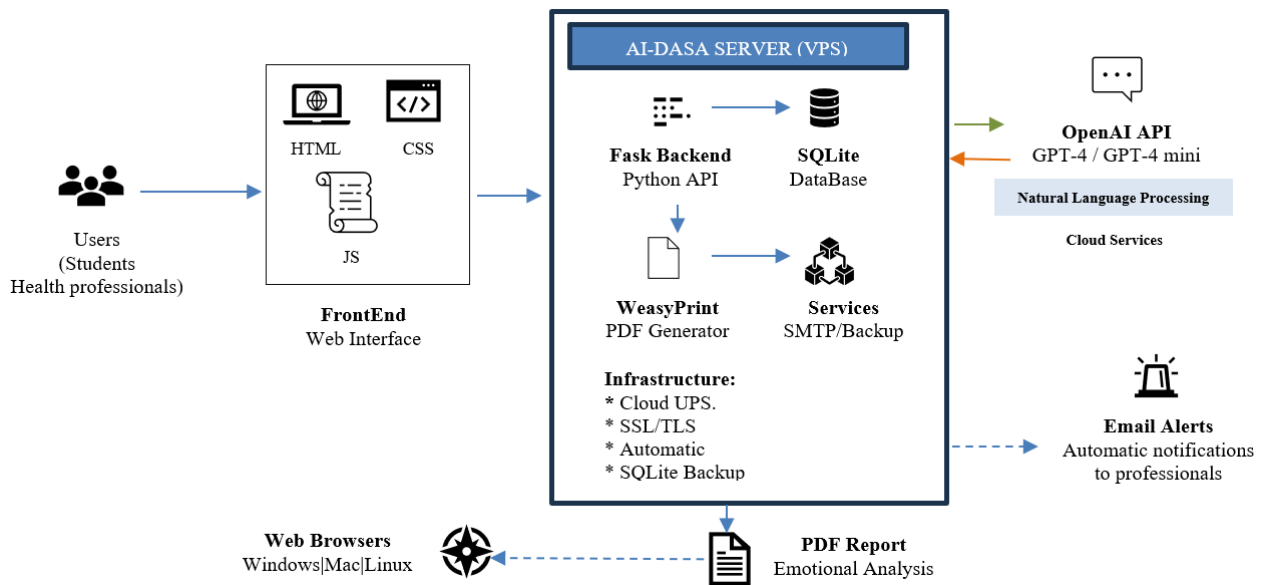 AI-DASA SERVER (VPS)
HTML
CSS
JS
FrontEnd
Web Interface
Users
(Students
Health professionals)
Fask Backend
Python API
SQLite
DataBase
WeasyPrint
PDF Generator
Services
SMTP/Backup
Infrastructure:
* Cloud UPS.
* SSL/TLS
* Automatic
* SQLite Backup
OpenAI API
GPT-4 / GPT-4 mini
Natural Language Processing
Cloud Services
Email Alerts
Automatic notifications
to professionals
Web Browsers
Windows|Mac|Linux
PDF Report
Emotional Analysis